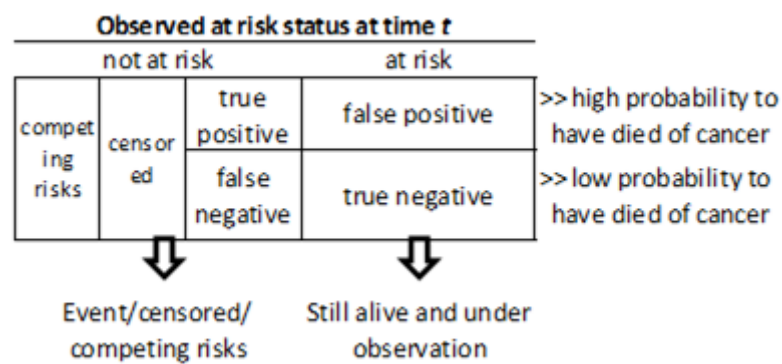 Observed at risk status at time t
not at risk
at risk
compet
ing
risks
censor
ed
true
positive
false positive
>> high probability to
have died of cancer
false
negative
true negative
>> low probability to
have died of cancer
Event/censored/
competing risks
Still alive and under
observation